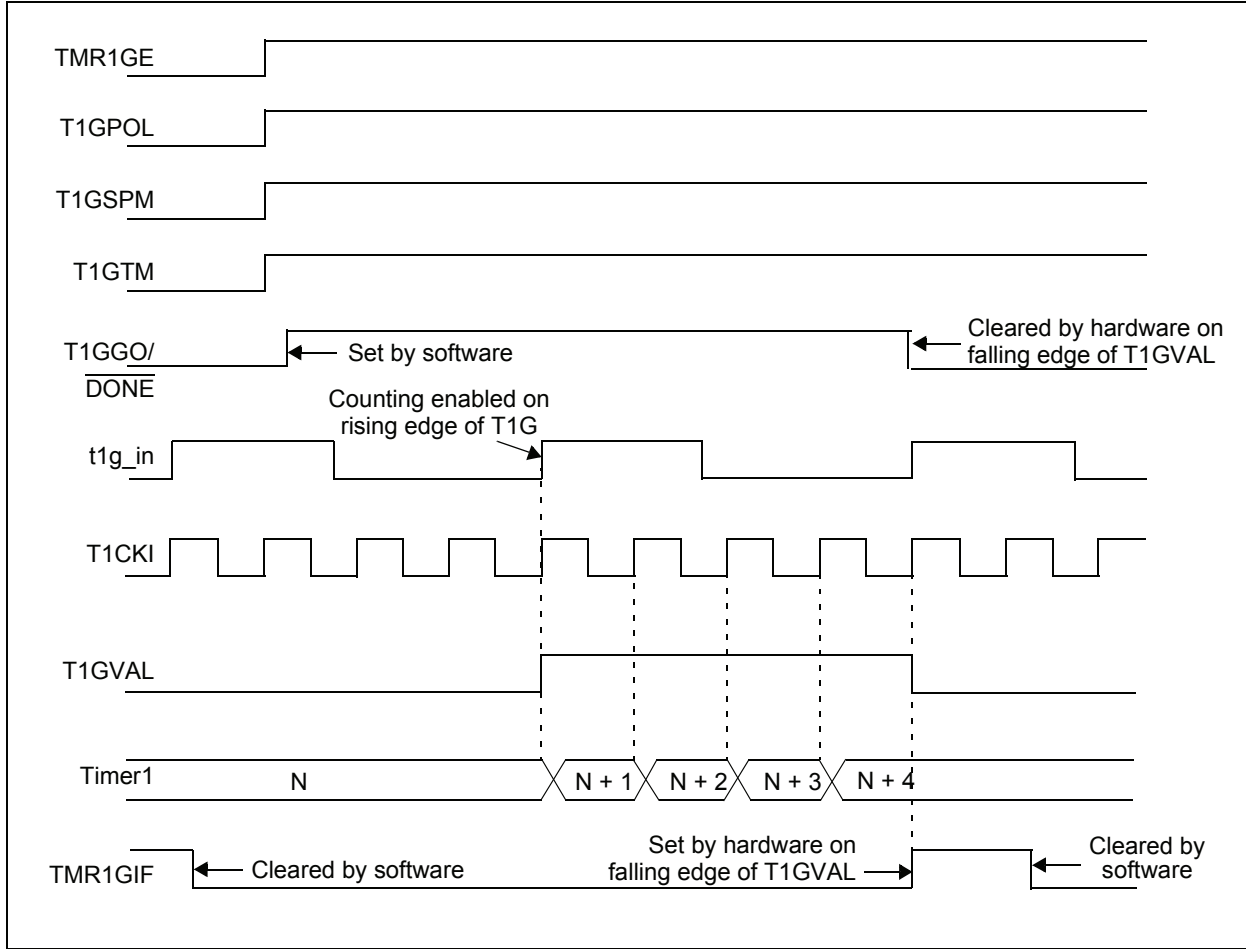 TMR1GE
T1GPOL
T1GSPM
T1GTM
T1GGO/
DONE
Set by software
Cleared by hardware on
falling edge of T1GVAL
Counting enabled on
rising edge of T1G
t1g_in
T1CKI
T1GVAL
Timer1
N
N + 1
N + 2
N + 3
N + 4
TMR1GIF
Cleared by software
Set by hardware on
falling edge of T1GVAL
Cleared by
software